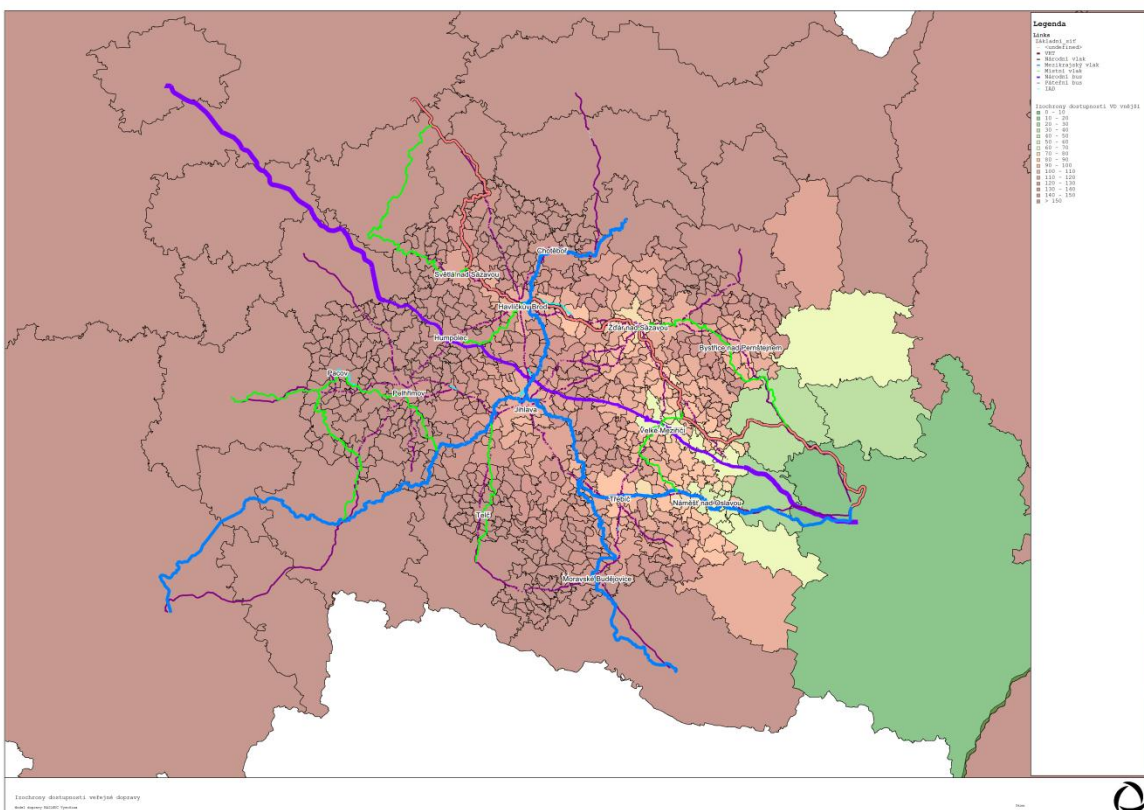 Legenda
Linke
Základní_síť
<undefined>
VRT
Národní vlak
Mezikrajský vlak
Místní vlak
Národní bus
Páteřní bus
IAD
Izochrony dostupnosti VD vnější
0 - 10
10 - 20
20 - 30
30 - 40
40 - 50
50 - 60
60 - 70
70 - 80
80 - 90
90 - 100
100 - 110
110 - 120
120 - 130
130 - 140
140 - 150
> 150
Chotěboř
Světlá nad Sázavou
Havlíčkův Brod
Žďár nad Sázavou
Humpolec
Bystřice nad Pernštejnem
Pacov
Pelhřimov
Jihlava
Velké Meziříčí
Třebíč
Náměšť nad Oslavou
Telč
Moravské Budějovice
Izochrony dostupnosti veřejné dopravy